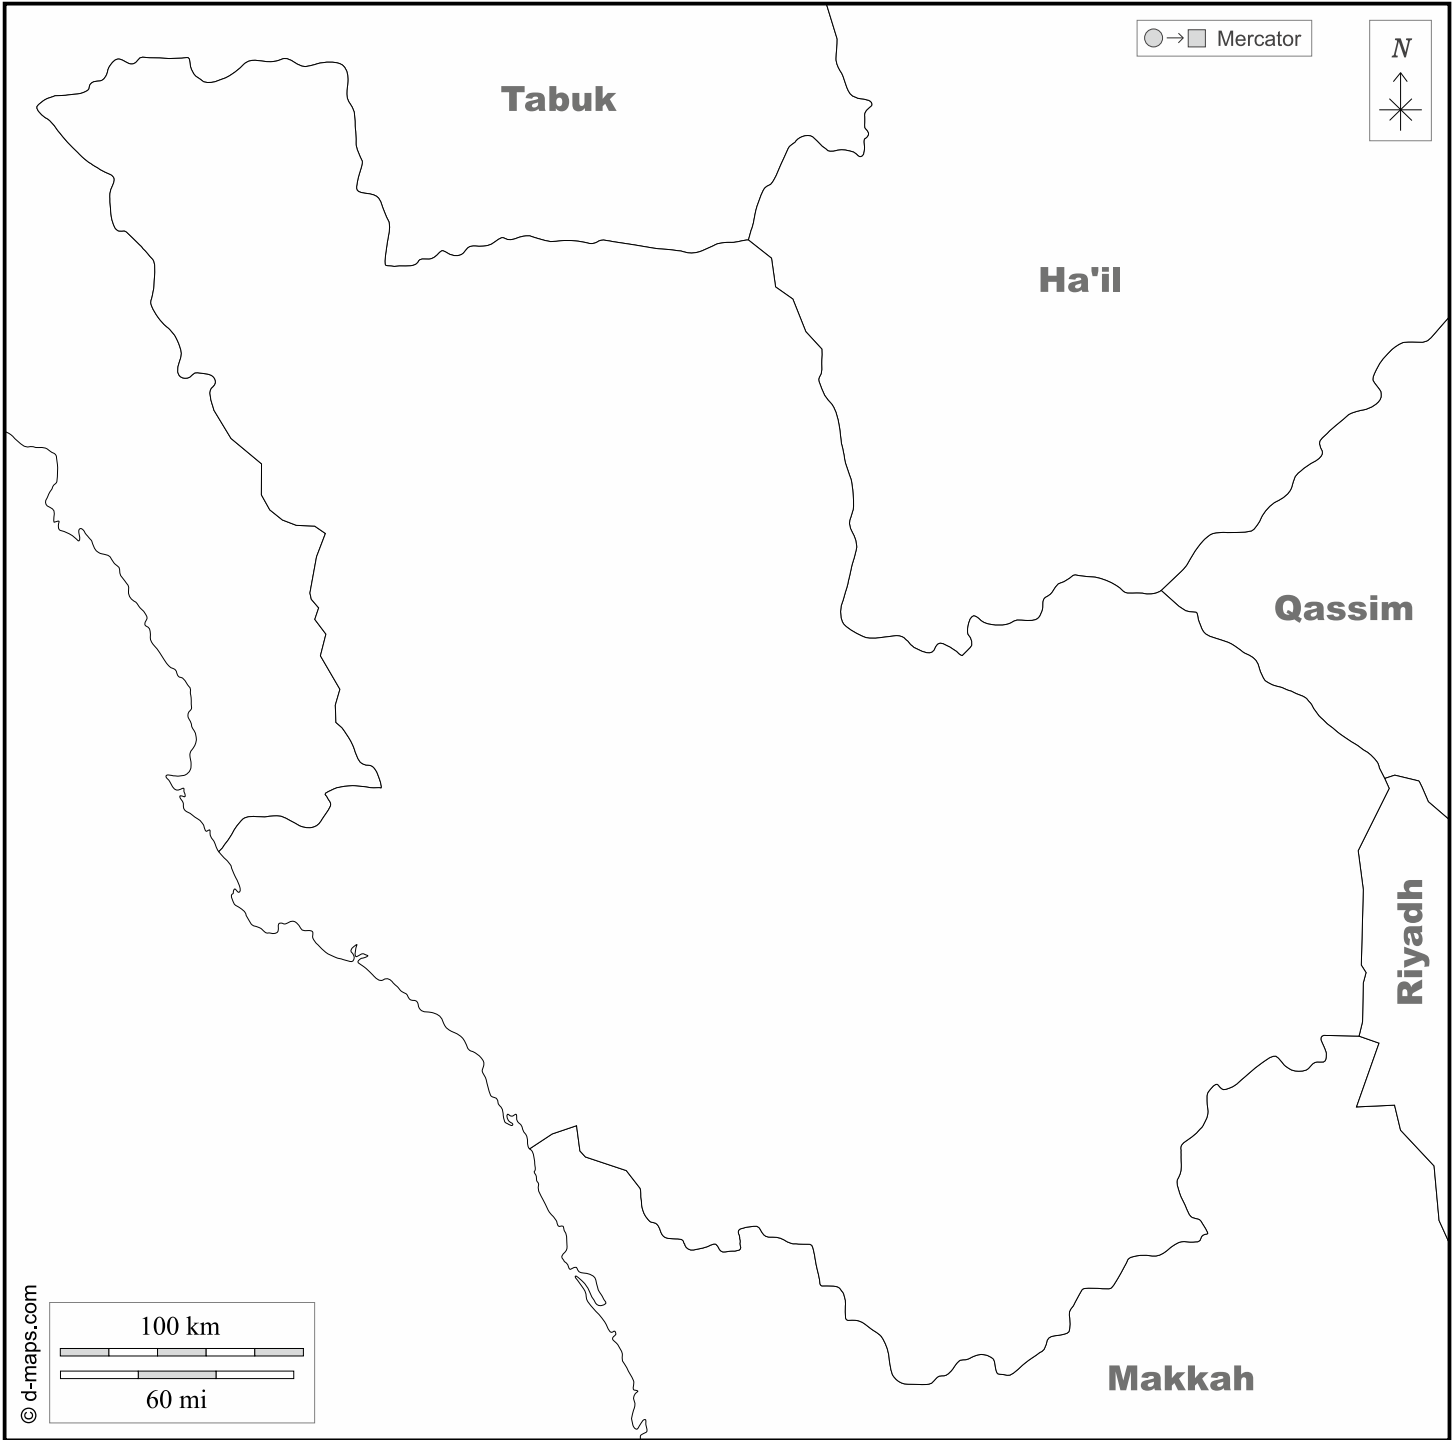 Mercator
N
Tabuk
Ha'il
Qassim
Riyadh
Makkah
100 km
60 mi
© d-maps.com